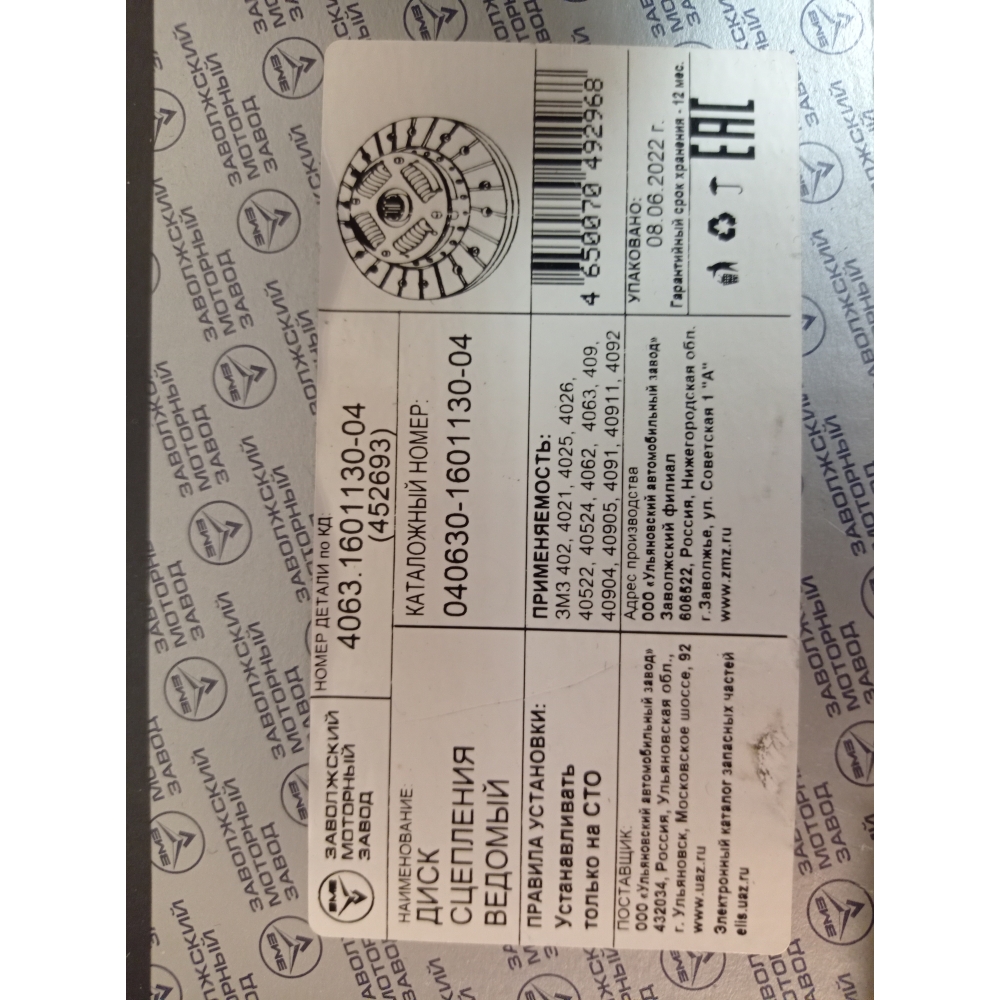 ЗМЗ
ЗАВОЛЖСКИЙ
МОТОРНЫЙ
ЗАВОД
НОМЕР ДЕТАЛИ по КД:
4063.1601130-04
(452693)
НАИМЕНОВАНИЕ
ДИСК
СЦЕПЛЕНИЯ
ВЕДОМЫЙ
КАТАЛОЖНЫЙ НОМЕР:
040630-1601130-04
ПРАВИЛА УСТАНОВКИ:
Устанавливать
только на СТО
ПРИМЕНЯЕМОСТЬ:
ЗМЗ 402, 4021, 4025, 4026,
40522, 40524, 4062, 4063, 409,
40904, 40905, 4091, 40911, 4092
4 650070 492968
ПОСТАВЩИК:
ООО «Ульяновский автомобильный завод»
432034, Россия, Ульяновская обл.,
г. Ульяновск, Московское шоссе, 92
www.uaz.ru
Электронный каталог запасных частей
elis.uaz.ru
Адрес производства
ООО «Ульяновский автомобильный завод»
Заволжский филиал
606522, Россия, Нижегородская обл.
г.Заволжье, ул. Советская 1 "А"
www.zmz.ru
УПАКОВАНО:
08.06.2022 г.
Гарантийный срок хранения - 12 мес.
EAC